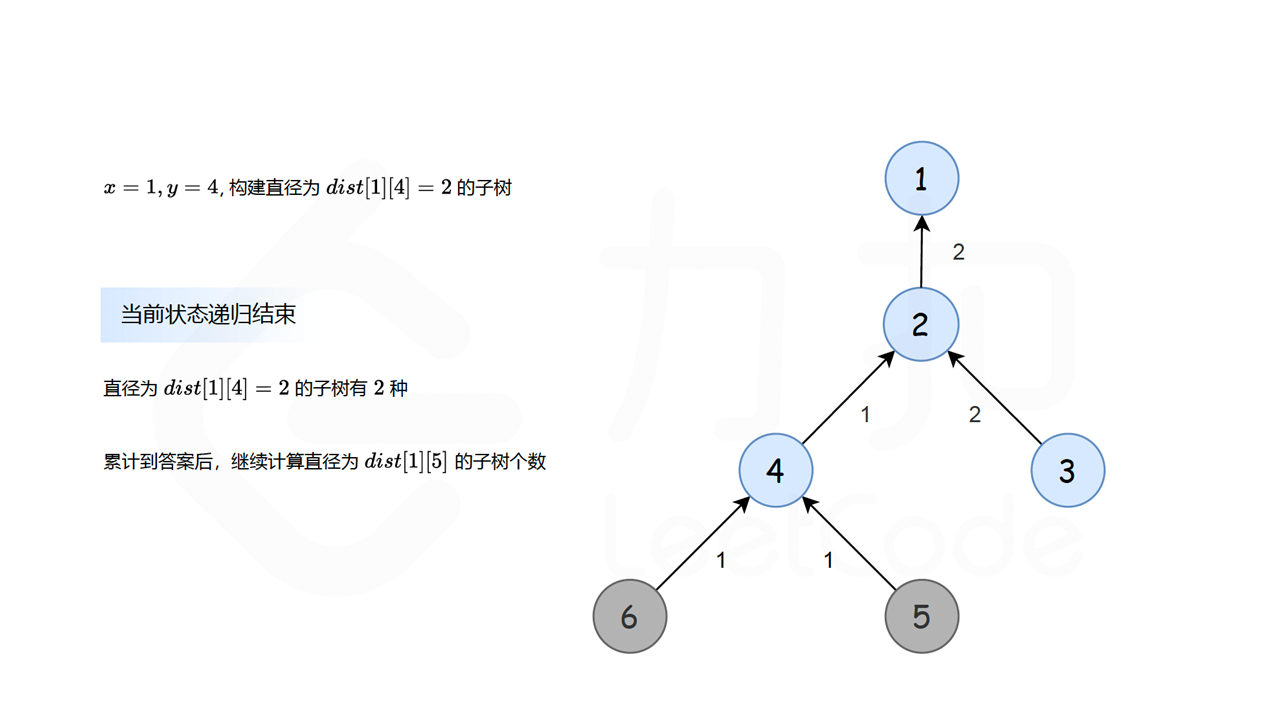 x = 1, y = 4, 构建直径为 dist[1][4] = 2 的子树
当前状态递归结束
直径为 dist[1][4] = 2 的子树有 2 种
累计到答案后，继续计算直径为 dist[1][5] 的子树个数
1
2
2
1
2
4
3
1
1
6
5
力扣
LeetCode